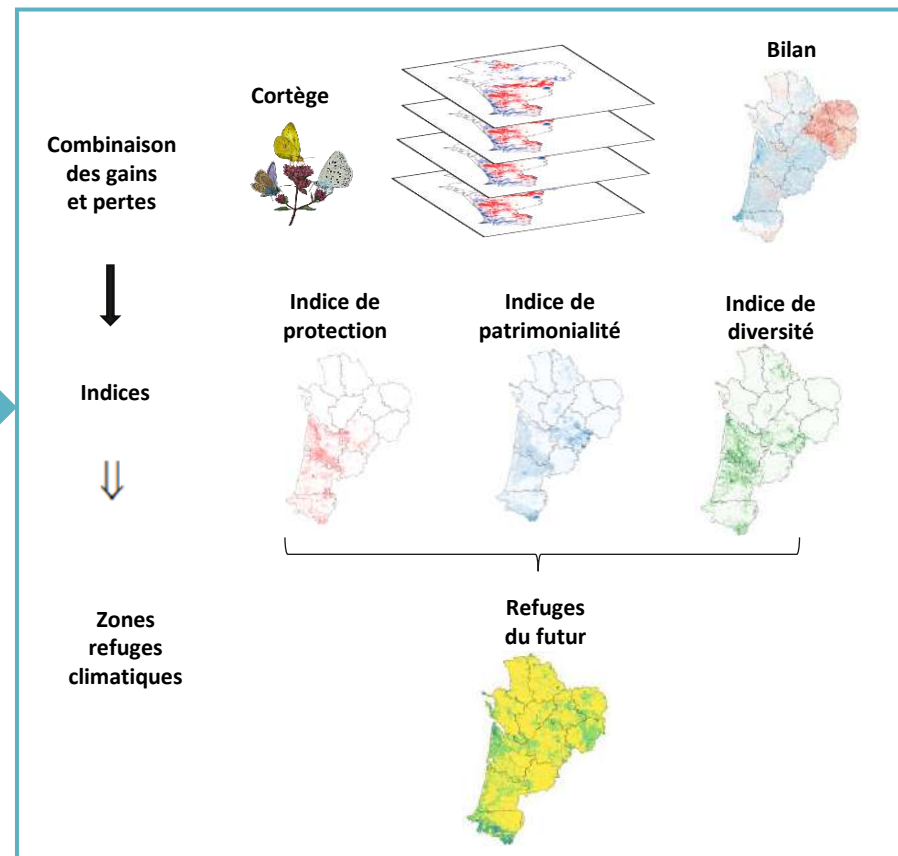 Bilan
Cortège
Combinaison
des gains
et pertes
Indice de
protection
Indice de
patrimonialité
Indice de
diversité
Indices
Zones
refuges
climatiques
Refuges
du futur